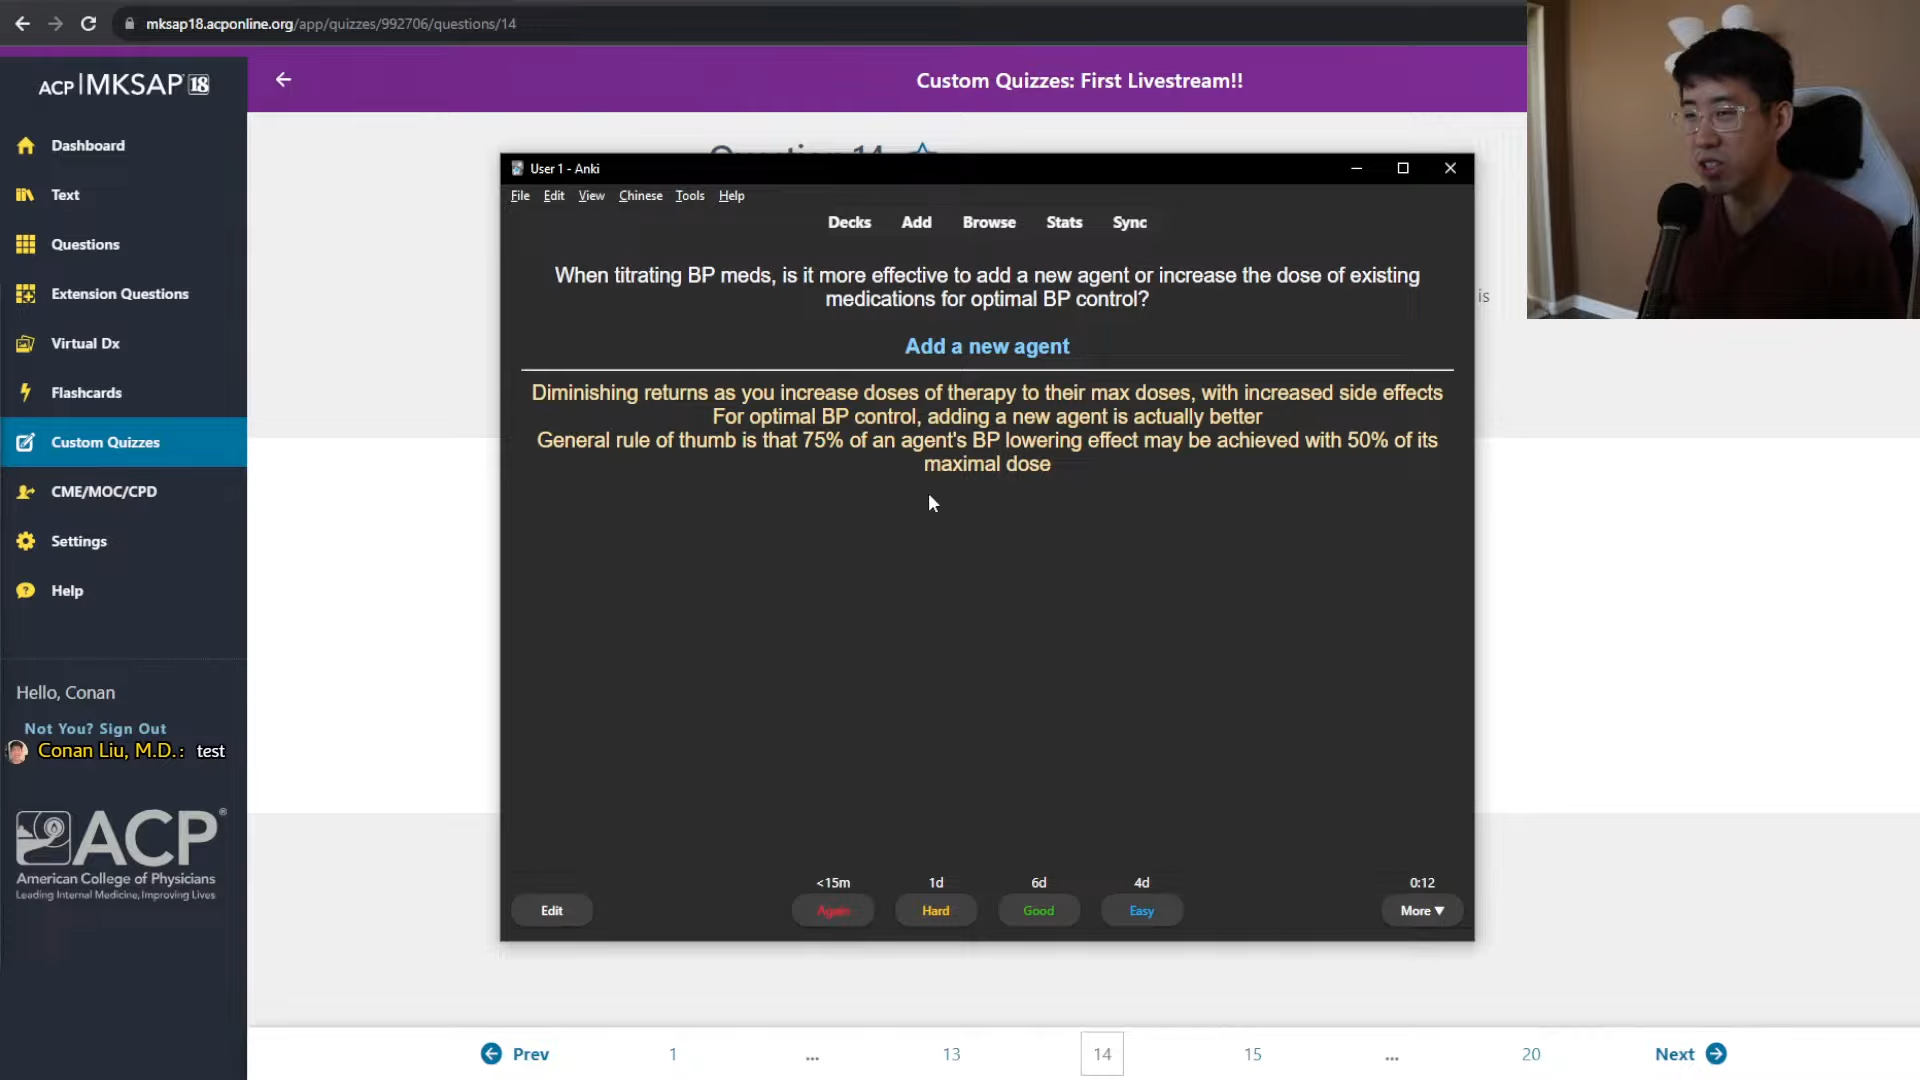 mksap18.acponline.org/app/quizzes/992706/questions/14
ACP|MKSAP 18
Custom Quizzes: First Livestream!!
Dashboard
Text
Questions
Extension Questions
Virtual Dx
Flashcards
Custom Quizzes
CME/MOC/CPD
Settings
Help
Hello, Conan
Not You? Sign Out
Conan Liu, M.D.: test
ACP®
American College of Physicians
Leading Internal Medicine, Improving Lives
Question 14
is
User 1 - Anki
File Edit View Chinese Tools Help
Decks Add Browse Stats Sync
When titrating BP meds, is it more effective to add a new agent or increase the dose of existing
medications for optimal BP control?
Add a new agent
Diminishing returns as you increase doses of therapy to their max doses, with increased side effects
For optimal BP control, adding a new agent is actually better
General rule of thumb is that 75% of an agent's BP lowering effect may be achieved with 50% of its
maximal dose
<15m 1d 6d 4d 0:12
Edit Again Hard Good Easy More ▼
Prev 1 ... 13 14 15 ... 20 Next